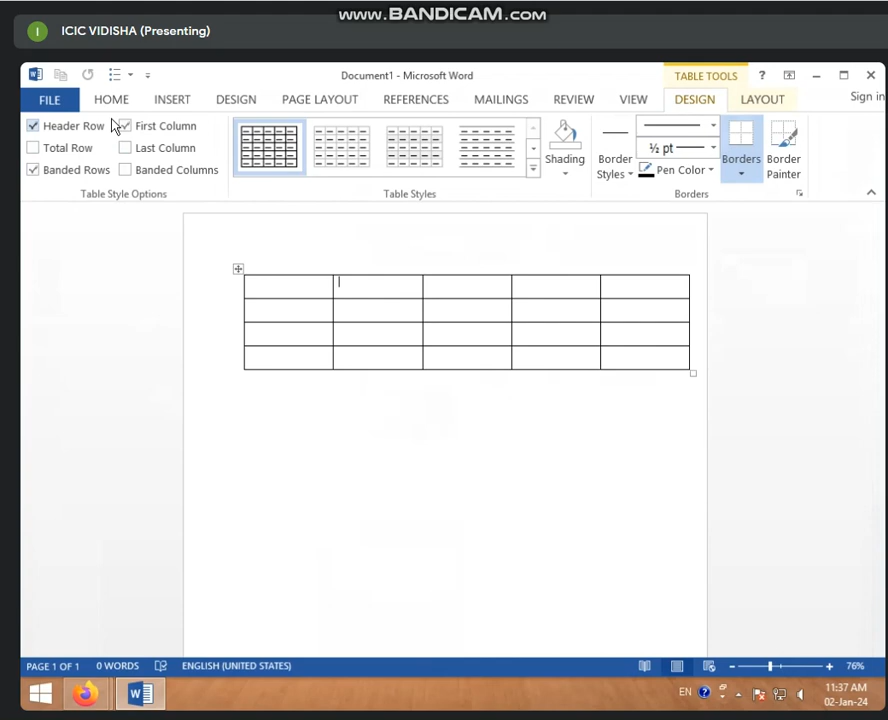 www.BANDICAM.com
I ICIC VIDISHA (Presenting)
Document1 - Microsoft Word
TABLE TOOLS
?
FILE HOME INSERT DESIGN PAGE LAYOUT REFERENCES MAILINGS REVIEW VIEW DESIGN LAYOUT Sign in
Header Row First Column
Total Row Last Column
Banded Rows Banded Columns
Table Style Options
Table Styles
Shading
Border Styles
½ pt
Pen Color
Borders
Border Painter
Borders
PAGE 1 OF 1 0 WORDS ENGLISH (UNITED STATES) 76%
EN ? 11:37 AM
02-Jan-24